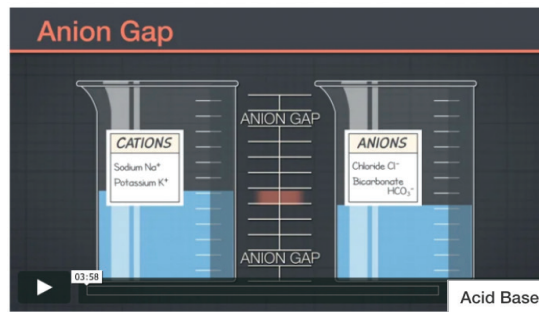 Anion Gap
ANION GAP
CATIONS
Sodium Na⁺
Potassium K⁺
ANIONS
Chloride Cl⁻
Bicarbonate
HCO₃⁻
ANION GAP
03:58
Acid Base